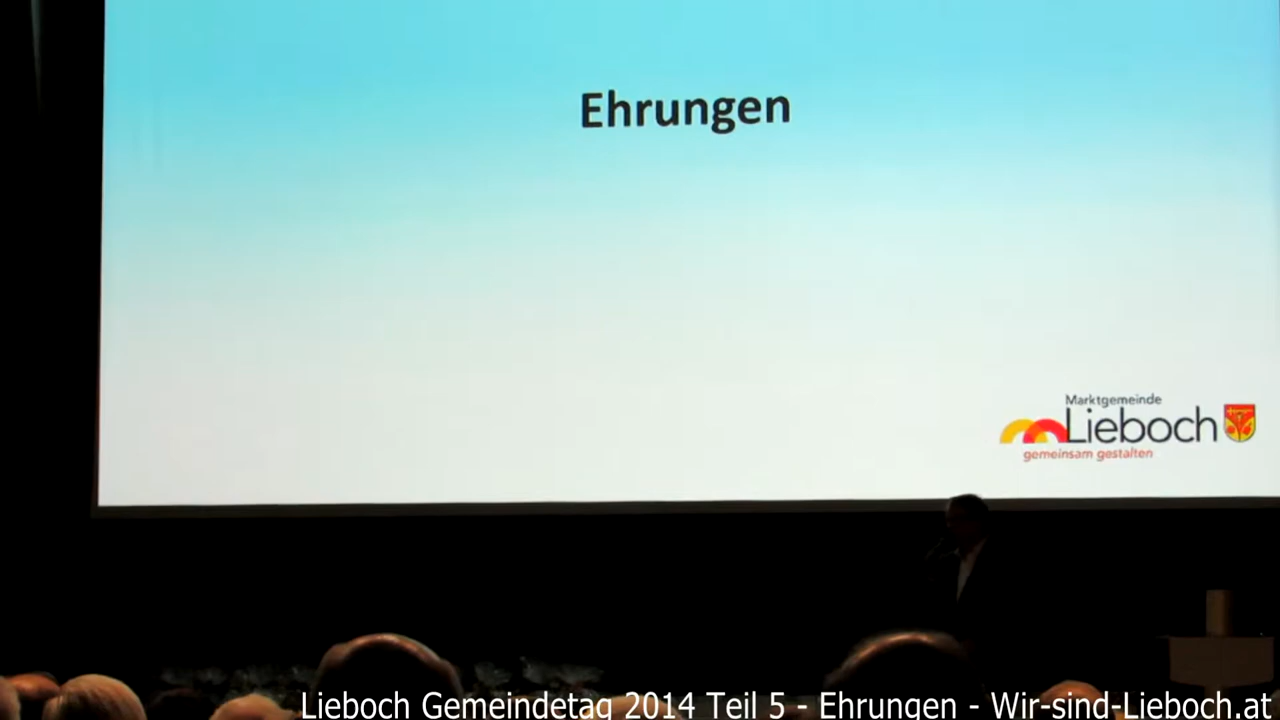 Ehrungen
Marktgemeinde
Lieboch
gemeinsam gestalten
Lieboch Gemeindetag 2014 Teil 5 - Ehrungen - Wir-sind-Lieboch.at